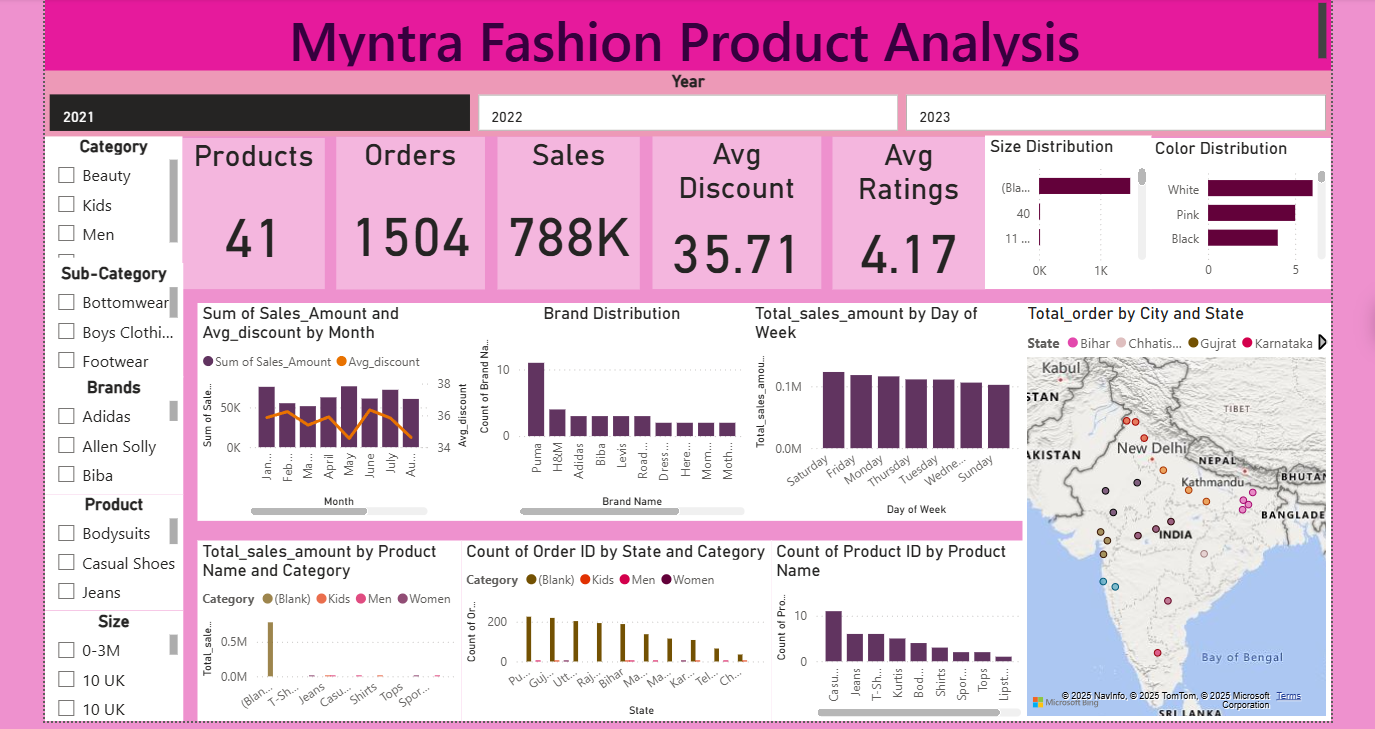 Myntra Fashion Product Analysis
Year
2021
2022
2023
Category
Beauty
Kids
Men
Sub-Category
Bottomwear
Boys Clothi...
Footwear
Brands
Adidas
Allen Solly
Biba
Product
Bodysuits
Casual Shoes
Jeans
Size
0-3M
10 UK
10 UK
Products
41
Orders
1504
Sales
788K
Avg
Discount
35.71
Avg
Ratings
4.17
Size Distribution
(Bla...
40
11 ...
0K 1K
Color Distribution
White
Pink
Black
0 5
Sum of Sales_Amount and
Avg_discount by Month
Sum of Sales_Amount Avg_discount
Sum of Sale...
50K
0K
38
36
34
Avg_discount
Jan... Feb... Ma... April May June July Au...
Month
Brand Distribution
Count of Brand Na...
10
0
Puma H&M Adidas Biba Levis Road... Dress... Here... Mom... Moth...
Brand Name
Total_sales_amount by Day of
Week
Total_sales_amou...
0.1M
0.0M
Saturday Friday Monday Thursday Tuesday Wedne... Sunday
Day of Week
Total_order by City and State
State Bihar Chhatis... Gujrat Karnataka
Kabul
STAN
TIBET
AKISTAN
New Delhi
NEPAL
Kathmandu
BHUTAN
BANGLADE
INDIA
Bay of Bengal
© 2025 NavInfo, © 2025 TomTom, © 2025 Microsoft Corporation Terms
Microsoft Bing
SRI LANKA
Total_sales_amount by Product
Name and Category
Category (Blank) Kids Men Women
Total_sale...
0.5M
0.0M
(Blan... T-Sh... Jeans Casu... Shirts Tops Spor...
Count of Order ID by State and Category
Category (Blank) Kids Men Women
Count of Or...
200
0
Pu... Guj... Utt... Raj... Bihar Ma... Ma... Kar... Tel... Ch...
State
Count of Product ID by Product
Name
Count of Pro...
10
0
Casu... Jeans T-Sh... Kurtis Bod... Shirts Spor... Tops Lipst...